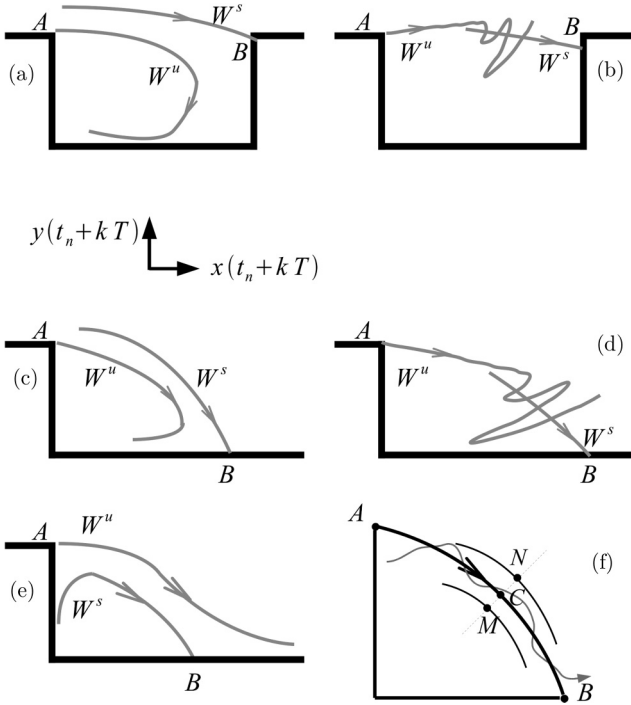 A W^s B
(a) W^u
A B
W^u W^s (b)
y(t_n+kT)
x(t_n+kT)
A
(c) W^u W^s
B
A (d)
W^u
W^s
B
A W^u
(e) W^s
B
A
N (f)
C
M
B